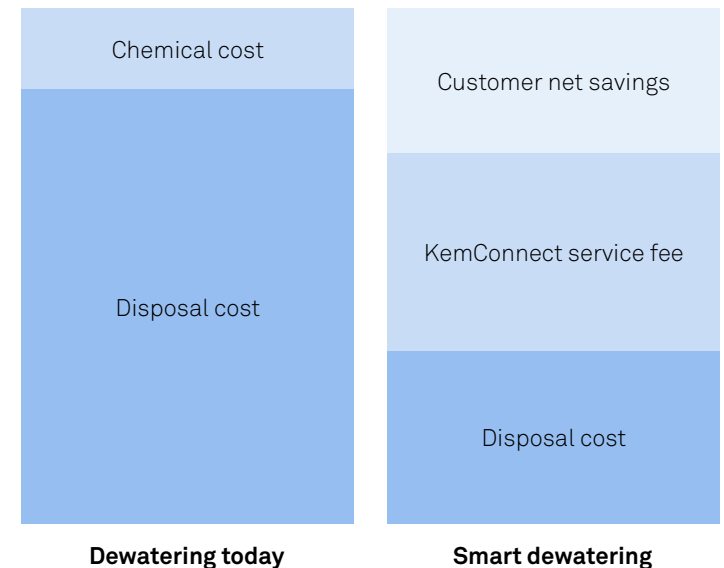 Chemical cost
Disposal cost
Customer net savings
KemConnect service fee
Disposal cost
Dewatering today
Smart dewatering